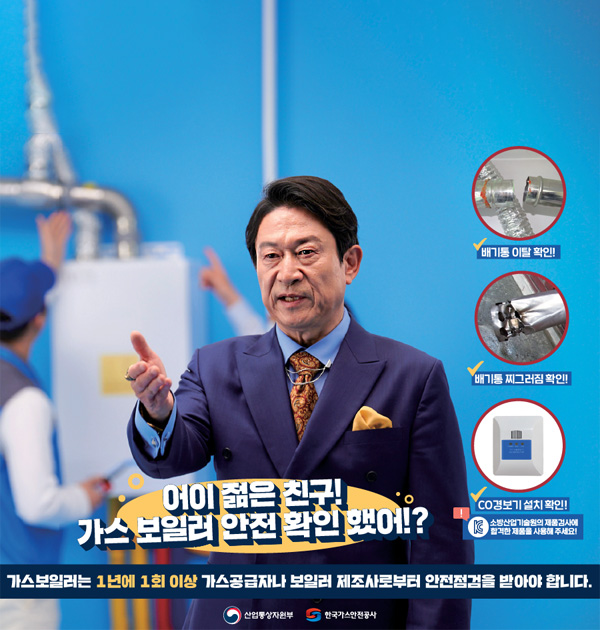 배기통 이탈 확인!
배기통 찌그러짐 확인!
CO경보기 설치 확인!
소방산업기술원의 제품검사에
합격한 제품을 사용해 주세요!
어이 젊은 친구!
가스 보일러 안전 확인 했어!?
가스보일러는 1년에 1회 이상 가스공급자나 보일러 제조사로부터 안전점검을 받아야 합니다.
산업통상자원부 한국가스안전공사